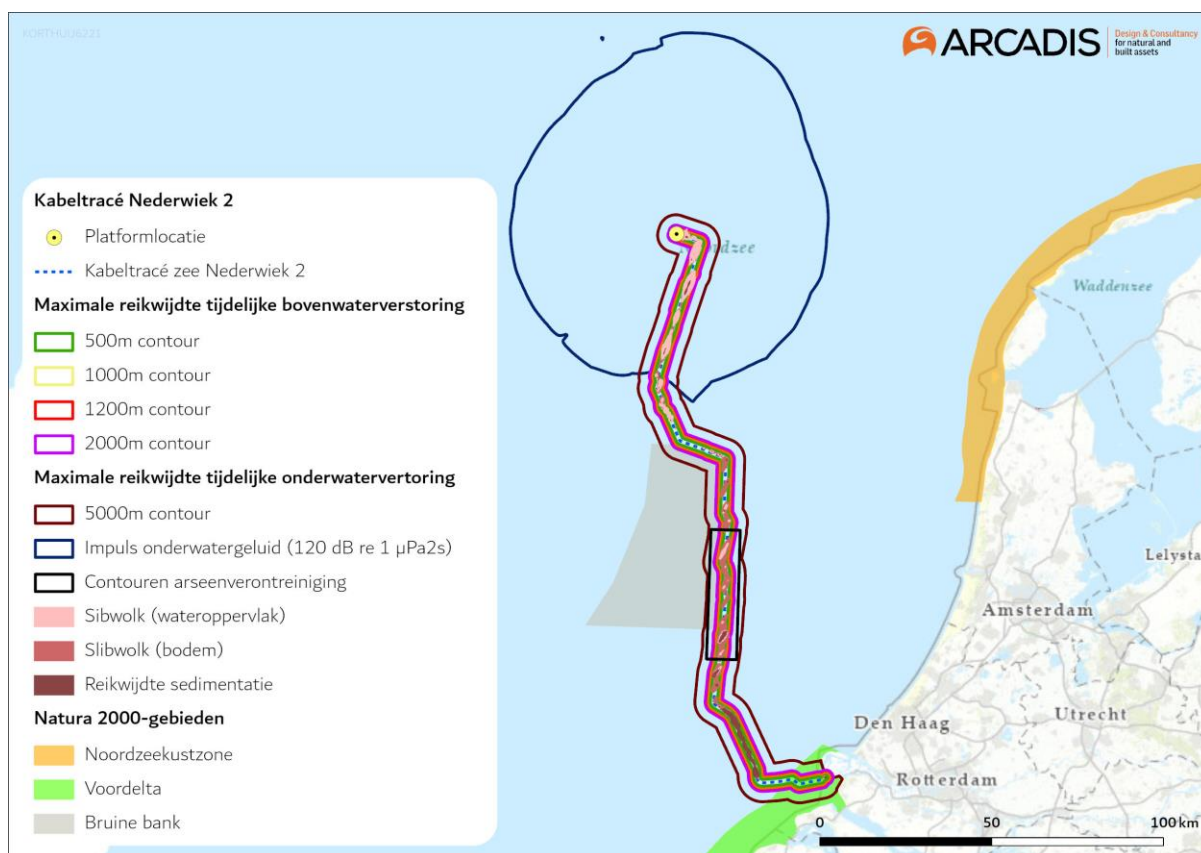 KORTHUU6221
ARCADIS
Design & Consultancy
for natural and
built assets
Kabeltracé Nederwiek 2
Platformlocatie
Kabeltracé zee Nederwiek 2
Maximale reikwijdte tijdelijke bovenwaterverstoring
500m contour
1000m contour
1200m contour
2000m contour
Maximale reikwijdte tijdelijke onderwatervertoring
5000m contour
Impuls onderwatergeluid (120 dB re 1 µPa2s)
Contouren arseenverontreiniging
Sibwolk (wateroppervlak)
Slibwolk (bodem)
Reikwijdte sedimentatie
Natura 2000-gebieden
Noordzeekustzone
Voordelta
Bruine bank
Waddenzee
Lelysta
Amsterdam
Den Haag
Utrecht
Rotterdam
0 50 100 km